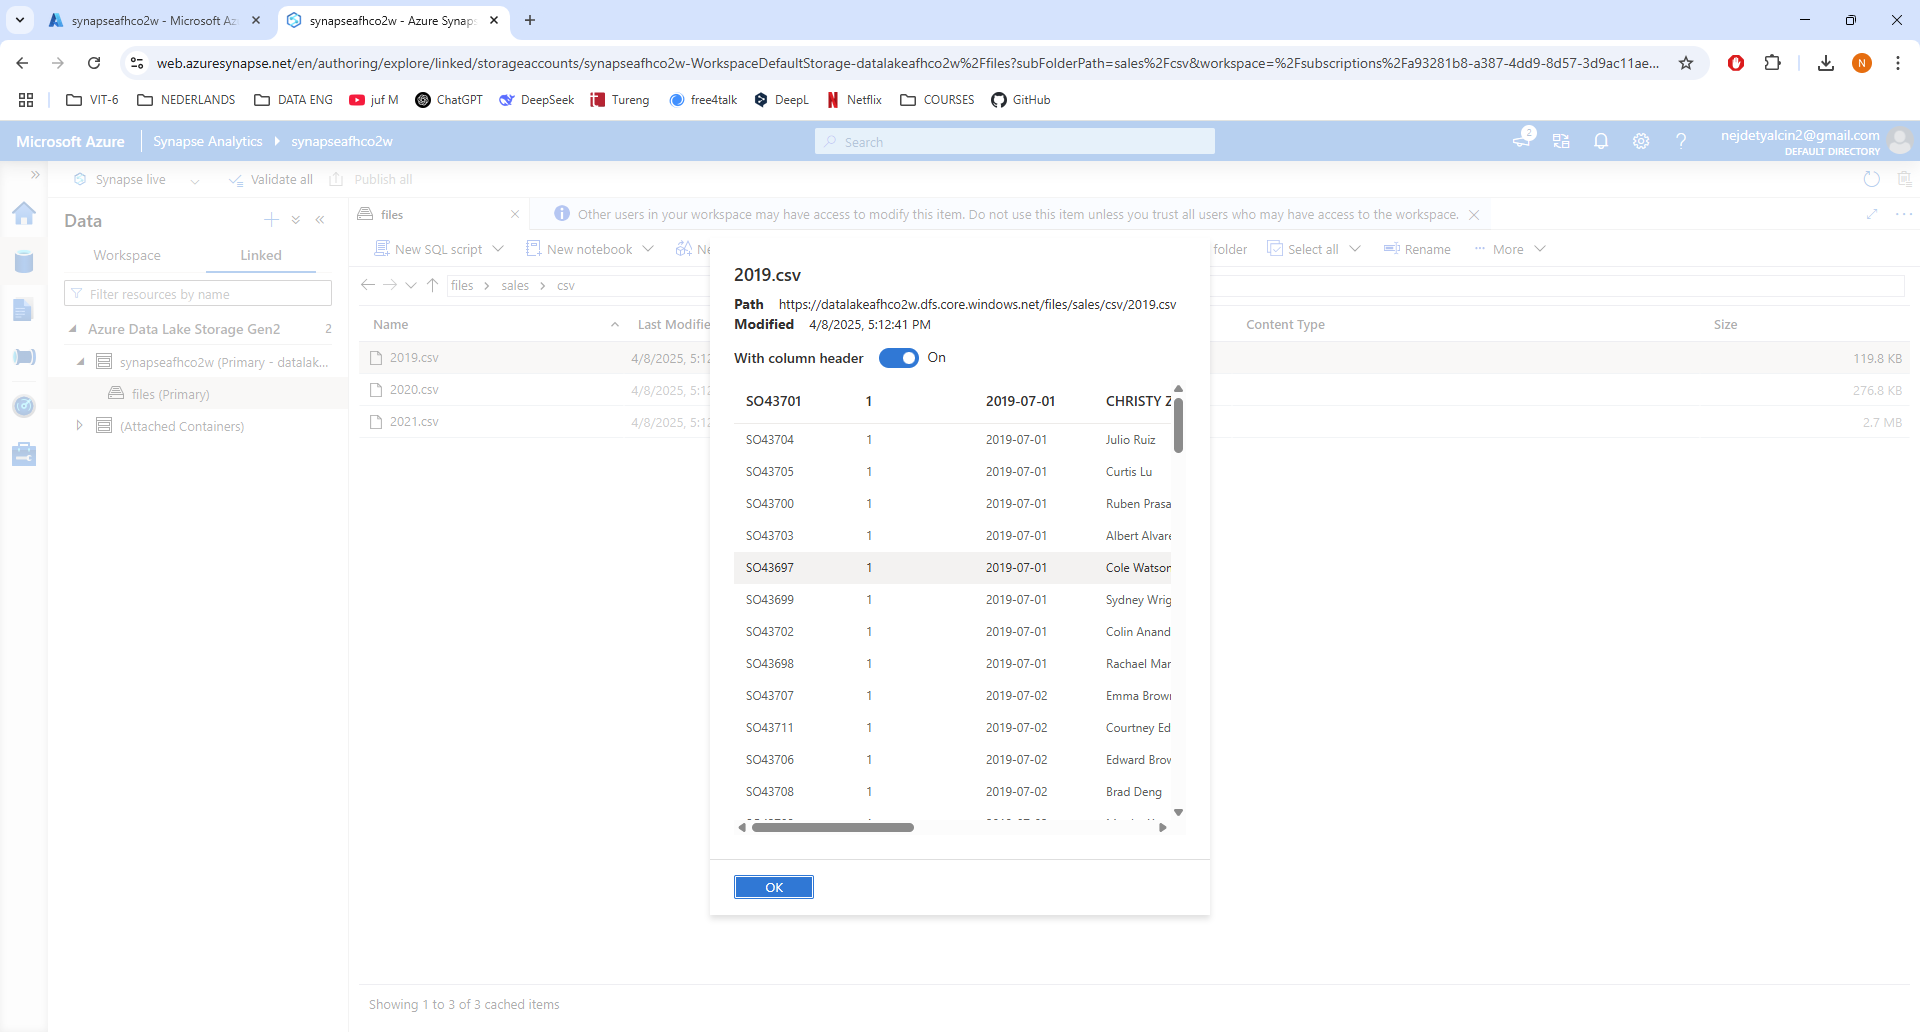 synapseafhco2w - Microsoft Az
synapseafhco2w - Azure Synaps
web.azuresynapse.net/en/authoring/explore/linked/storageaccounts/synapseafhco2w-WorkspaceDefaultStorage-datalakeafhco2w%2Ffiles?subFolderPath=sales%2Fcsv&workspace=%2Fsubscriptions%2Fa93281b8-a387-4dd9-8d57-3d9ac11ae...
N
VIT-6 NEDERLANDS DATA ENG juf M ChatGPT DeepSeek Tureng free4talk DeepL Netflix COURSES GitHub
Microsoft Azure Synapse Analytics synapseafhco2w
Search
2
nejdetyalcin2@gmail.com
DEFAULT DIRECTORY
Synapse live Validate all Publish all
Data
files
Other users in your workspace may have access to modify this item. Do not use this item unless you trust all users who may have access to the workspace.
Workspace Linked
New SQL script New notebook Ne folder Select all Rename More
Filter resources by name
files sales csv
Azure Data Lake Storage Gen2 2
synapseafhco2w (Primary - datalak...
files (Primary)
(Attached Containers)
Name Last Modifie Content Type Size
2019.csv 4/8/2025, 5:12 119.8 KB
2020.csv 4/8/2025, 5:12 276.8 KB
2021.csv 4/8/2025, 5:12 2.7 MB
2019.csv
Path https://datalakeafhco2w.dfs.core.windows.net/files/sales/csv/2019.csv
Modified 4/8/2025, 5:12:41 PM
With column header On
SO43701 1 2019-07-01 CHRISTY Z
SO43704 1 2019-07-01 Julio Ruiz
SO43705 1 2019-07-01 Curtis Lu
SO43700 1 2019-07-01 Ruben Prasa
SO43703 1 2019-07-01 Albert Alvare
SO43697 1 2019-07-01 Cole Watson
SO43699 1 2019-07-01 Sydney Wrig
SO43702 1 2019-07-01 Colin Anand
SO43698 1 2019-07-01 Rachael Mar
SO43707 1 2019-07-02 Emma Brown
SO43711 1 2019-07-02 Courtney Ed
SO43706 1 2019-07-02 Edward Brow
SO43708 1 2019-07-02 Brad Deng
OK
Showing 1 to 3 of 3 cached items